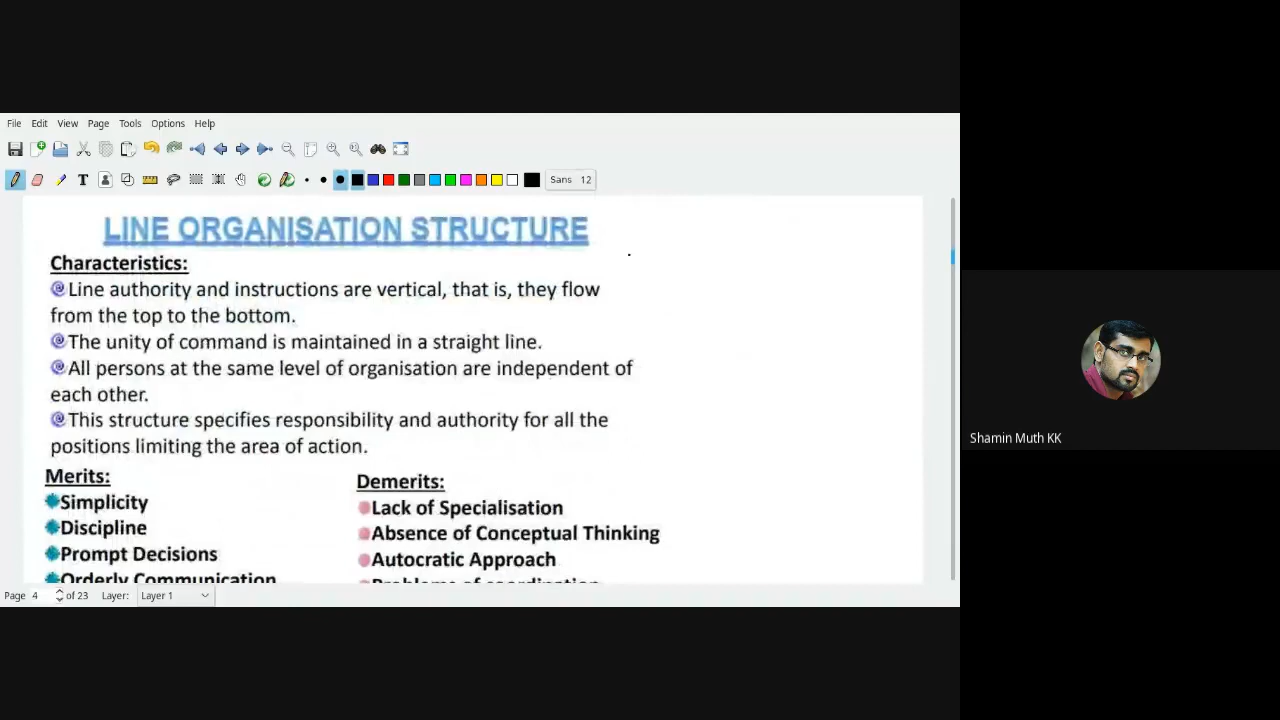 File Edit View Page Tools Options Help
T
Sans 12
LINE ORGANISATION STRUCTURE
Characteristics:
Line authority and instructions are vertical, that is, they flow
from the top to the bottom.
The unity of command is maintained in a straight line.
All persons at the same level of organisation are independent of
each other.
This structure specifies responsibility and authority for all the
positions limiting the area of action.
Merits:
Simplicity
Discipline
Prompt Decisions
Orderly Communication
Demerits:
Lack of Specialisation
Absence of Conceptual Thinking
Autocratic Approach
Problems of coordination
Page 4 of 23 Layer: Layer 1
Shamin Muth KK